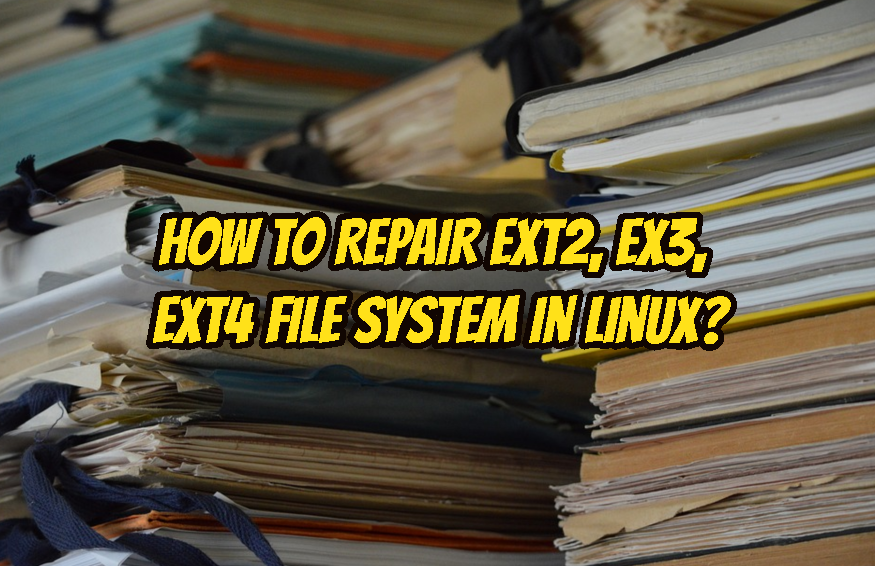 HOW TO REPAIR EXT2, EX3,
EXT4 FILE SYSTEM IN LINUX?